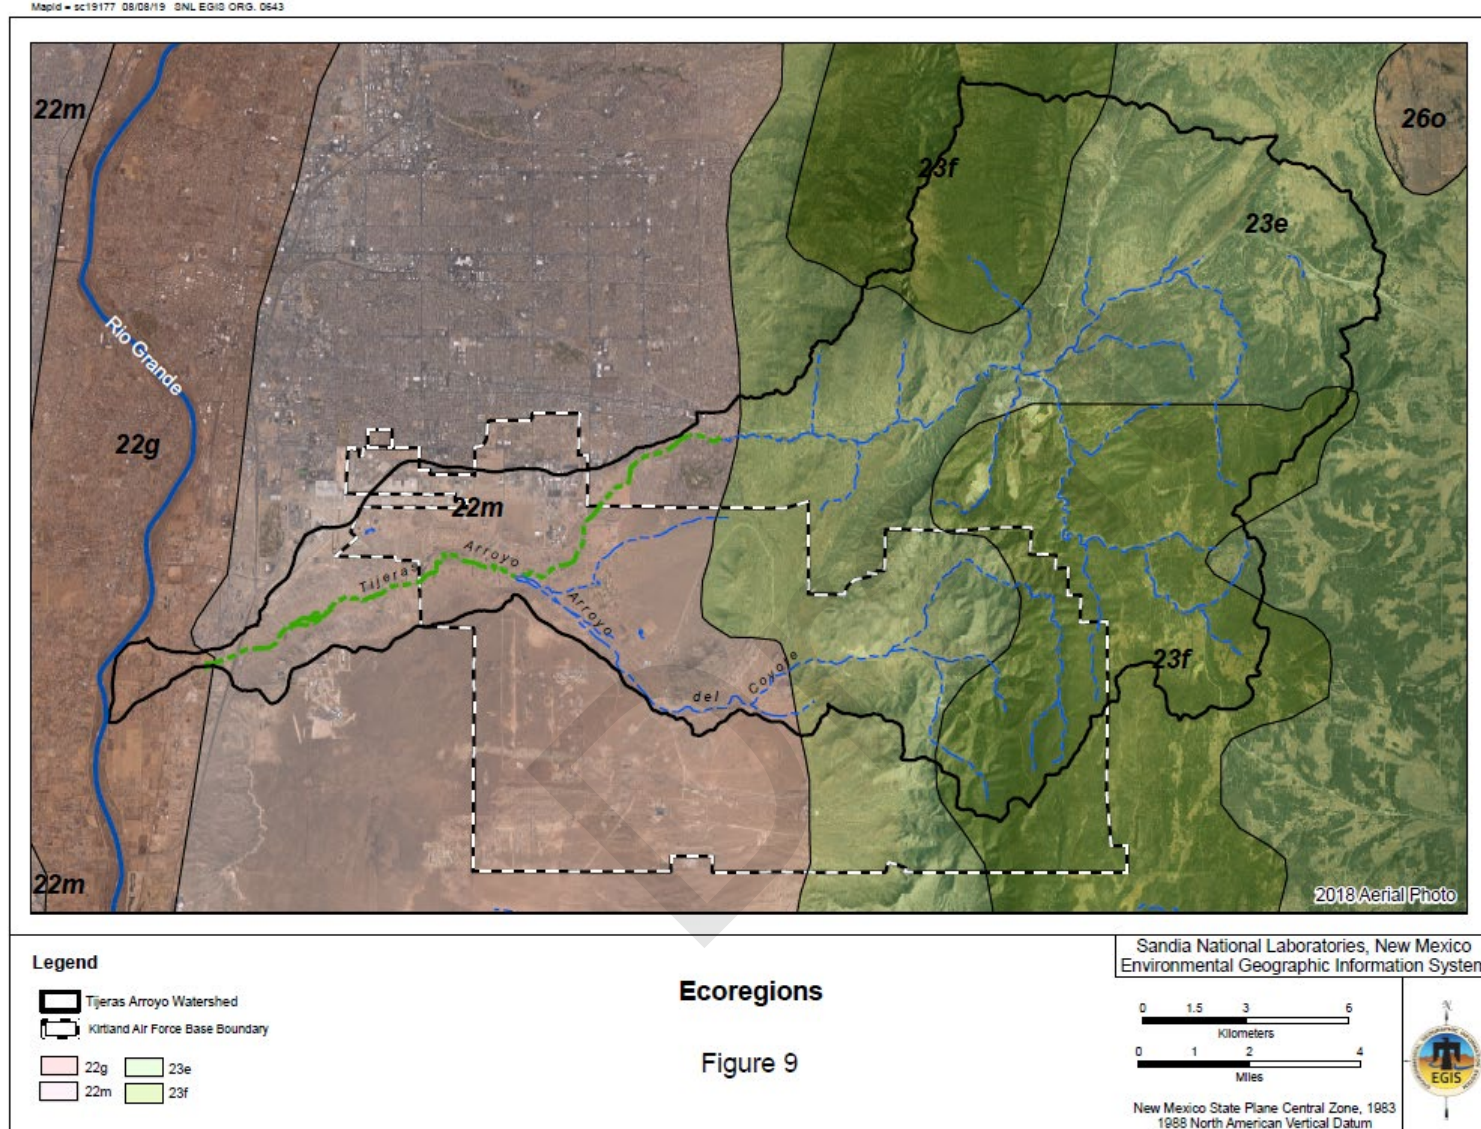 MapId = sc19177 08/08/19 SNL EGIS ORG. 0643
22m
26o
23f
23e
Rio Grande
22g
22m
Tijeras
Arroyo
Arroyo
del
Coyote
23f
22m
2018 Aerial Photo
Legend
Tijeras Arroyo Watershed
Kirtland Air Force Base Boundary
22g
23e
22m
23f
Ecoregions
Figure 9
Sandia National Laboratories, New Mexico
Environmental Geographic Information System
0 1.5 3 6
Kilometers
0 1 2 4
Miles
New Mexico State Plane Central Zone, 1983
1988 North American Vertical Datum
N
EGIS